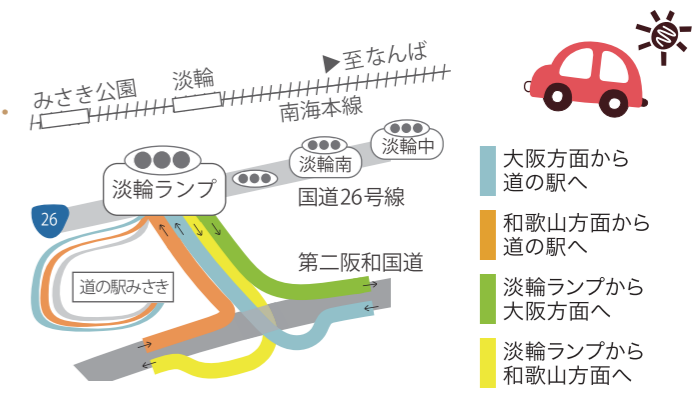 至なんば
みさき公園
淡輪
南海本線
淡輪中
淡輪南
淡輪ランプ
国道26号線
26
第二阪和国道
道の駅みさき
大阪方面から
道の駅へ
和歌山方面から
道の駅へ
淡輪ランプから
大阪方面へ
淡輪ランプから
和歌山方面へ